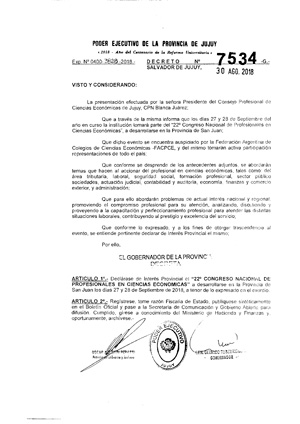 PODER EJECUTIVO DE LA PROVINCIA DE JUJUY
- 2018 - Año del Centenario de la Reforma Universitaria -
Exp. Nº 0400- -2018.- DECRETO Nº 7534 -G-
SALVADOR DE JUJUY, 30 AGO. 2018
VISTO Y CONSIDERANDO:
La presentación efectuada por la señora Presidente del Consejo Profesional de
Ciencias Económicas de Jujuy, CPN Blanca Juárez;
Que a través de la misma informa que los días 27 y 28 de Septiembre del
año en curso la institución tomará parte del "22º Congreso Nacional de Profesionales en
Ciencias Económicas", a desarrollarse en la Provincia de San Juan;
Que dicho evento se encuentra auspiciado por la Federación Argentina de
Colegios de Ciencias Económicas -FACPCE, y del mismo tomarán activa participación
representaciones de todo el país;
Que conforme se desprende de los antecedentes adjuntos, se abordarán
temas que hacen al accionar del profesional en ciencias económicas, tales como del
área tributaria, laboral, seguridad social, formación profesional, sector público
sociedades, actuación judicial, contabilidad y auditoría, economía, finanzas y comercio
exterior, y administración;
Que para ello abordarán problemas de actual interés nacional y regional,
promoviendo el compromiso profesional para su atención, analizando, discutiendo y
proveyendo a la capacitación y perfeccionamiento profesional para atender las distintas
situaciones laborales, contribuyendo a la jerarquía y excelencia del servicio;
Que conforme lo expresado, y a los fines de otorgar trascendencia al
evento, se entiende pertinente declarar de Interés Provincial el mismo;
Por ello,
EL GOBERNADOR DE LA PROVINCIA
DECRETA
ARTÍCULO 1º.- Declárase de Interés Provincial el "22º CONGRESO NACIONAL DE
PROFESIONALES EN CIENCIAS ECONOMICAS" a desarrollarse en la Provincia de
San Juan los días 27 y 28 de Septiembre de 2018, a tenor de lo expresado en el exordio.
ARTÍCULO 2º.- Regístrese, tome razón Fiscalía de Estado, publíquese sintéticamente
en el Boletín Oficial y pase a la Secretaría de Comunicación y Gobierno Abierto para
difusión. Cumplido, gírese a conocimiento del Ministerio de Hacienda y Finanzas y
oportunamente, archívese.-
PODER EJECUTIVO
JUJUY
GOBERNADOR